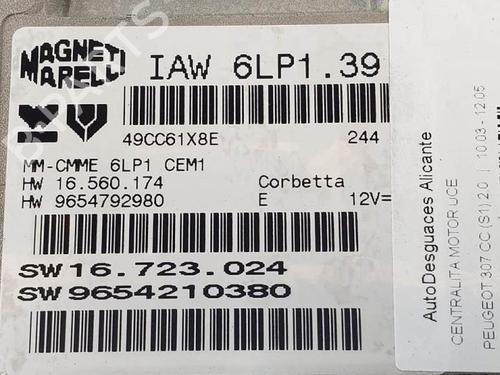 MAGNETI
MARELLI
IAW 6LP1.39
49CC61X8E 244
MM-CMME 6LP1 CEM1
HW 16.560.174 Corbetta
HW 9654792980 E 12V=
SW 16.723.024
SW 9654210380
AutoDesguaces Alicante
CENTRALITA MOTOR UCE
PEUGEOT 307 CC (S1) 2.0 | 10.03 - 12.05